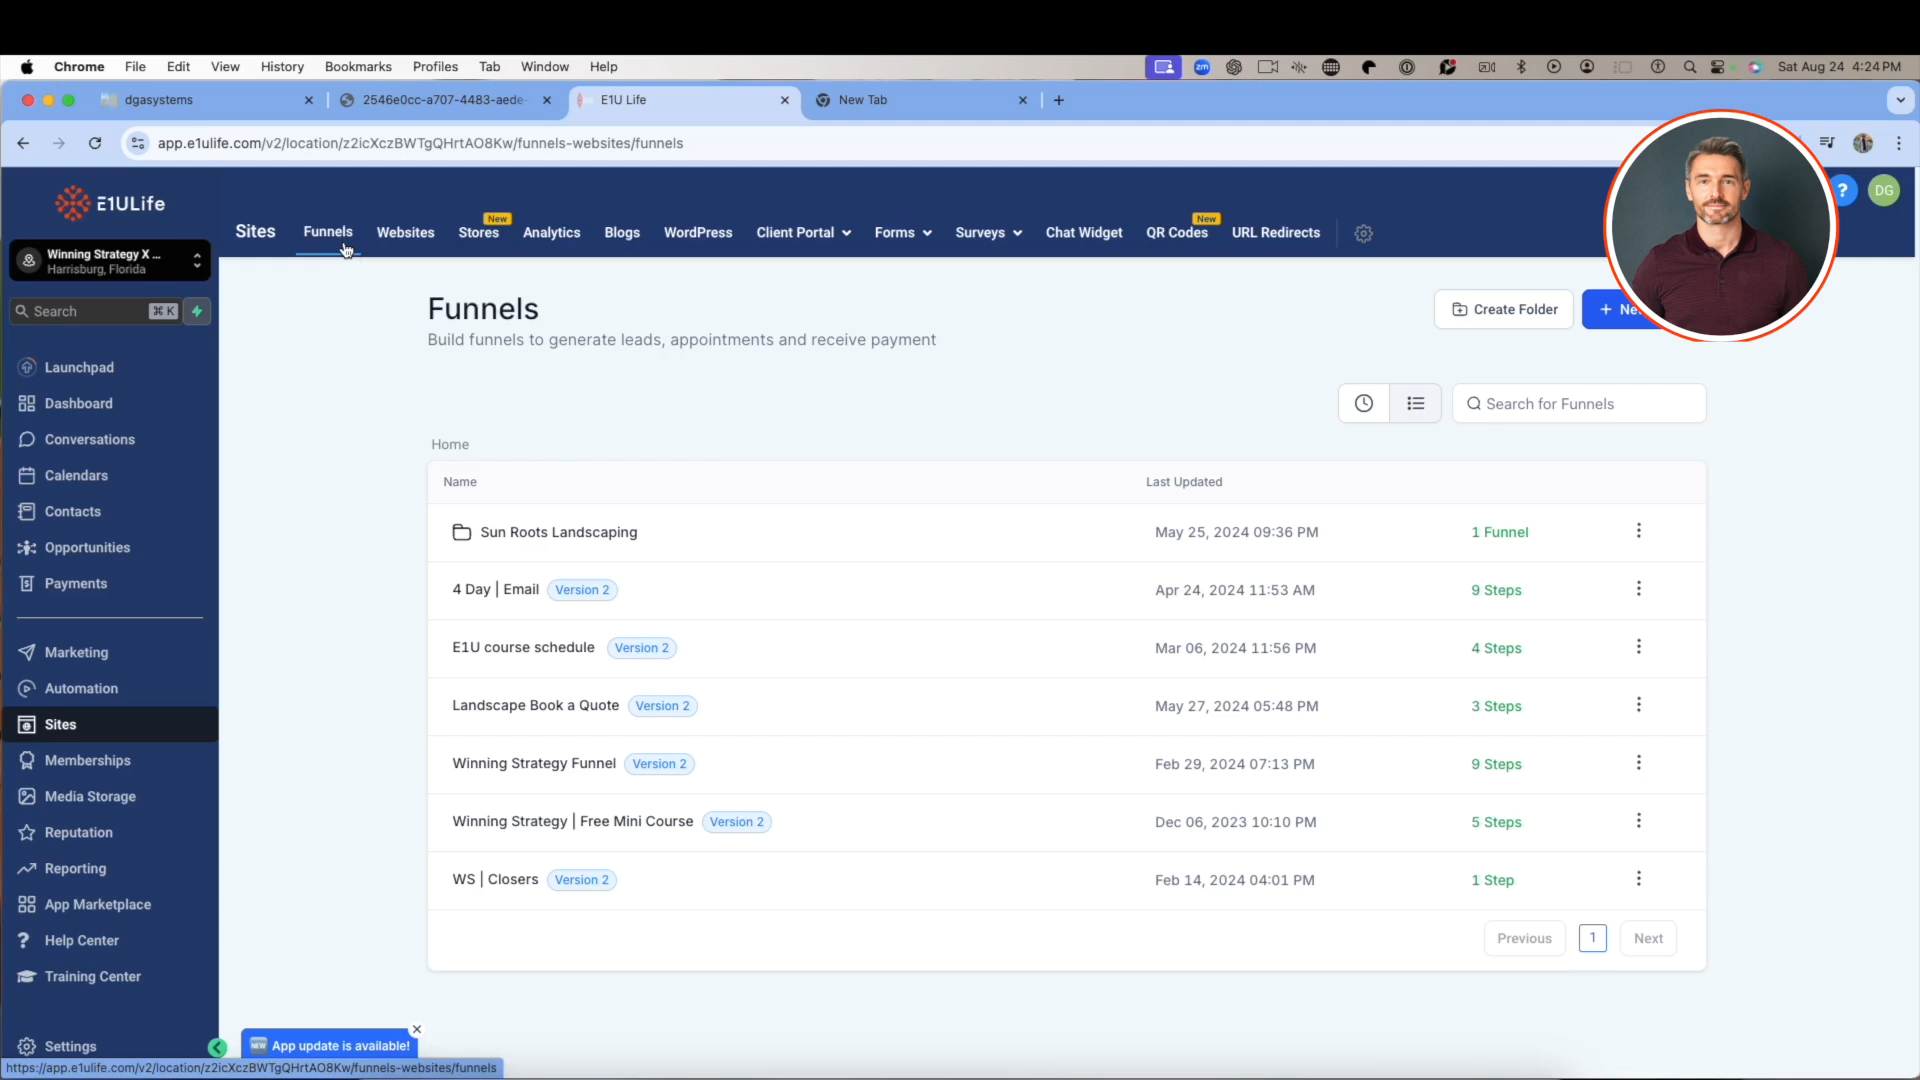 Chrome File Edit View History Bookmarks Profiles Tab Window Help
zm
Sat Aug 24 4:24 PM
dgasystems
2546e0cc-a707-4483-aede-
E1U Life
New Tab
app.e1ulife.com/v2/location/z2icXczBWTgQHrtAO8Kw/funnels-websites/funnels
E1ULife
Winning Strategy X ...
Harrisburg, Florida
Search
⌘ K
Launchpad
Dashboard
Conversations
Calendars
Contacts
Opportunities
Payments
Marketing
Automation
Sites
Memberships
Media Storage
Reputation
Reporting
App Marketplace
Help Center
Training Center
Settings
New
New
Sites Funnels Websites Stores Analytics Blogs WordPress Client Portal Forms Surveys Chat Widget QR Codes URL Redirects
?
DG
Funnels
Build funnels to generate leads, appointments and receive payment
Create Folder
+
Search for Funnels
Home
Name Last Updated
Sun Roots Landscaping May 25, 2024 09:36 PM 1 Funnel
4 Day | Email Version 2 Apr 24, 2024 11:53 AM 9 Steps
E1U course schedule Version 2 Mar 06, 2024 11:56 PM 4 Steps
Landscape Book a Quote Version 2 May 27, 2024 05:48 PM 3 Steps
Winning Strategy Funnel Version 2 Feb 29, 2024 07:13 PM 9 Steps
Winning Strategy | Free Mini Course Version 2 Dec 06, 2023 10:10 PM 5 Steps
WS | Closers Version 2 Feb 14, 2024 04:01 PM 1 Step
Previous 1 Next
NEW App update is available!
https://app.e1ulife.com/v2/location/z2icXczBWTgQHrtAO8Kw/funnels-websites/funnels